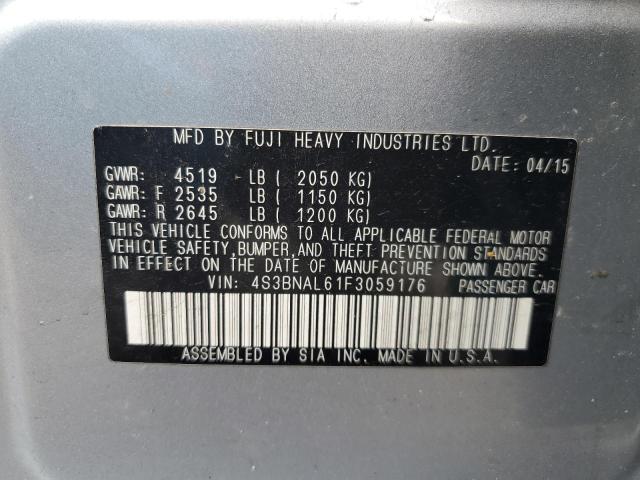 MFD BY FUJI HEAVY INDUSTRIES LTD.
DATE: 04/15
GVWR: 4519 LB ( 2050 KG)
GAWR: F 2535 LB ( 1150 KG)
GAWR: R 2645 LB ( 1200 KG)
THIS VEHICLE CONFORMS TO ALL APPLICABLE FEDERAL MOTOR
VEHICLE SAFETY, BUMPER, AND THEFT PREVENTION STANDARDS
IN EFFECT ON THE DATE OF MANUFACTURE SHOWN ABOVE.
VIN: 4S3BNAL61F3059176 PASSENGER CAR
ASSEMBLED BY SIA INC. MADE IN U.S.A.